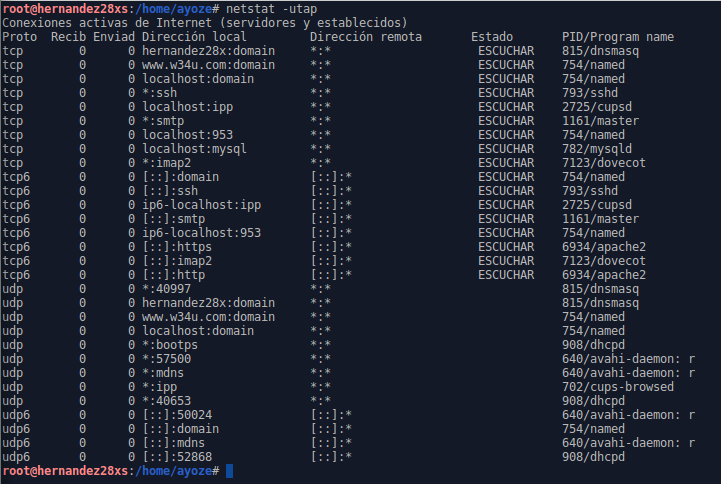 root@hernandez28xs:/home/ayoze# netstat -utap
Conexiones activas de Internet (servidores y establecidos)
Proto  Recib Enviad Dirección local         Dirección remota       Estado       PID/Program name
tcp        0      0 hernandez28x:domain     *:*                     ESCUCHAR    815/dnsmasq
tcp        0      0 www.w34u.com:domain     *:*                     ESCUCHAR    754/named
tcp        0      0 localhost:domain        *:*                     ESCUCHAR    754/named
tcp        0      0 *:ssh                   *:*                     ESCUCHAR    793/sshd
tcp        0      0 localhost:ipp           *:*                     ESCUCHAR    2725/cupsd
tcp        0      0 *:smtp                  *:*                     ESCUCHAR    1161/master
tcp        0      0 localhost:953           *:*                     ESCUCHAR    754/named
tcp        0      0 localhost:mysql         *:*                     ESCUCHAR    782/mysqld
tcp        0      0 *:imap2                 *:*                     ESCUCHAR    7123/dovecot
tcp6       0      0 [::]:domain             [::]:*                  ESCUCHAR    754/named
tcp6       0      0 [::]:ssh                [::]:*                  ESCUCHAR    793/sshd
tcp6       0      0 ip6-localhost:ipp       [::]:*                  ESCUCHAR    2725/cupsd
tcp6       0      0 [::]:smtp               [::]:*                  ESCUCHAR    1161/master
tcp6       0      0 ip6-localhost:953       [::]:*                  ESCUCHAR    754/named
tcp6       0      0 [::]:https              [::]:*                  ESCUCHAR    6934/apache2
tcp6       0      0 [::]:imap2              [::]:*                  ESCUCHAR    7123/dovecot
tcp6       0      0 [::]:http               [::]:*                  ESCUCHAR    6934/apache2
udp        0      0 *:40997                 *:*                                 815/dnsmasq
udp        0      0 hernandez28x:domain     *:*                                 815/dnsmasq
udp        0      0 www.w34u.com:domain     *:*                                 754/named
udp        0      0 localhost:domain        *:*                                 754/named
udp        0      0 *:bootps                *:*                                 908/dhcpd
udp        0      0 *:57500                 *:*                                 640/avahi-daemon: r
udp        0      0 *:mdns                  *:*                                 640/avahi-daemon: r
udp        0      0 *:ipp                   *:*                                 702/cups-browsed
udp        0      0 *:40653                 *:*                                 908/dhcpd
udp6       0      0 [::]:50024              [::]:*                              640/avahi-daemon: r
udp6       0      0 [::]:domain             [::]:*                              754/named
udp6       0      0 [::]:mdns               [::]:*                              640/avahi-daemon: r
udp6       0      0 [::]:52868              [::]:*                              908/dhcpd
root@hernandez28xs:/home/ayoze#